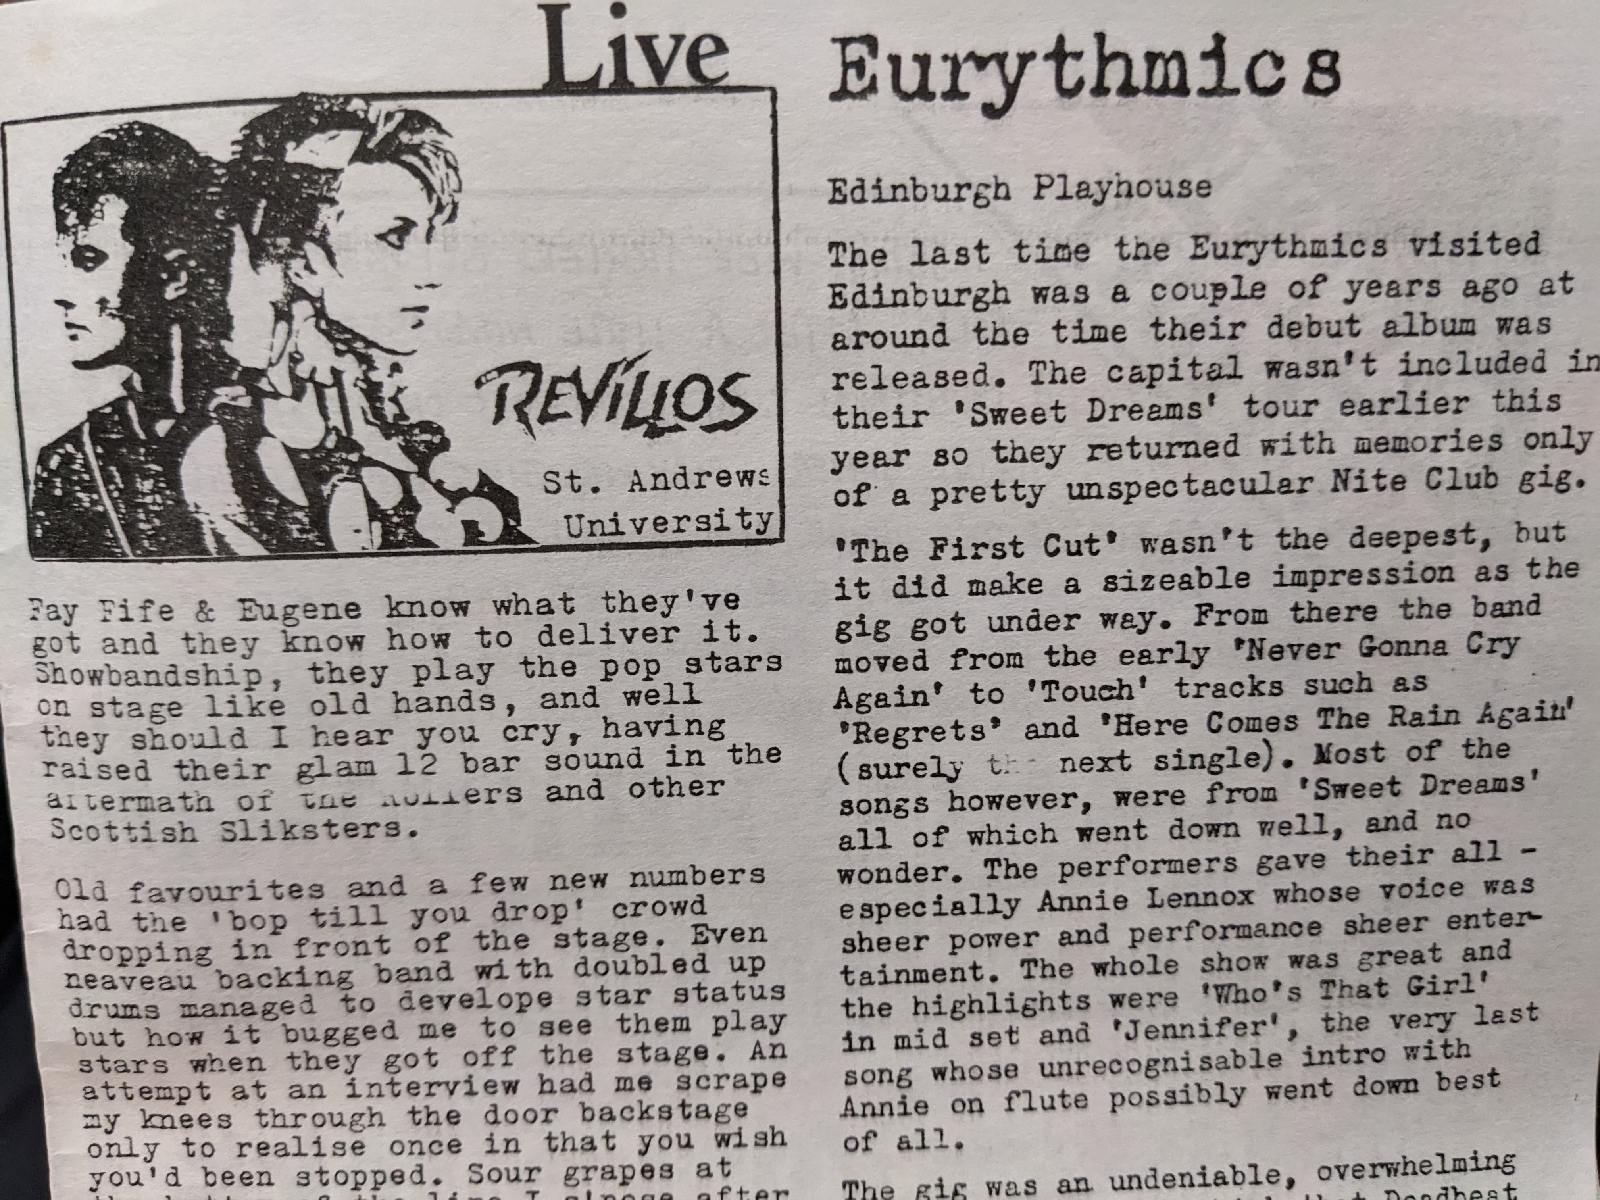 Live
REVILLOS
St. Andrews
University
Fay Fife & Eugene know what they've
got and they know how to deliver it.
Showbandship, they play the pop stars
on stage like old hands, and well
they should I hear you cry, having
raised their glam 12 bar sound in the
aftermath of the Rollers and other
Scottish Sliksters.
Old favourites and a few new numbers
had the 'bop till you drop' crowd
dropping in front of the stage. Even
neaveau backing band with doubled up
drums managed to develope star status
but how it bugged me to see them play
stars when they got off the stage. An
attempt at an interview had me scrape
my knees through the door backstage
only to realise once in that you wish
you'd been stopped. Sour grapes at
the bottom of the line I s'pose after
Eurythmics
Edinburgh Playhouse
The last time the Eurythmics visited
Edinburgh was a couple of years ago at
around the time their debut album was
released. The capital wasn't included in
their 'Sweet Dreams' tour earlier this
year so they returned with memories only
of a pretty unspectacular Nite Club gig.
'The First Cut' wasn't the deepest, but
it did make a sizeable impression as the
gig got under way. From there the band
moved from the early 'Never Gonna Cry
Again' to 'Touch' tracks such as
'Regrets' and 'Here Comes The Rain Again'
(surely the next single). Most of the
songs however, were from 'Sweet Dreams'
all of which went down well, and no
wonder. The performers gave their all -
especially Annie Lennox whose voice was
sheer power and performance sheer enter-
tainment. The whole show was great and
the highlights were 'Who's That Girl'
in mid set and 'Jennifer', the very last
song whose unrecognisable intro with
Annie on flute possibly went down best
of all.
The gig was an undeniable, overwhelming
that Deadbest